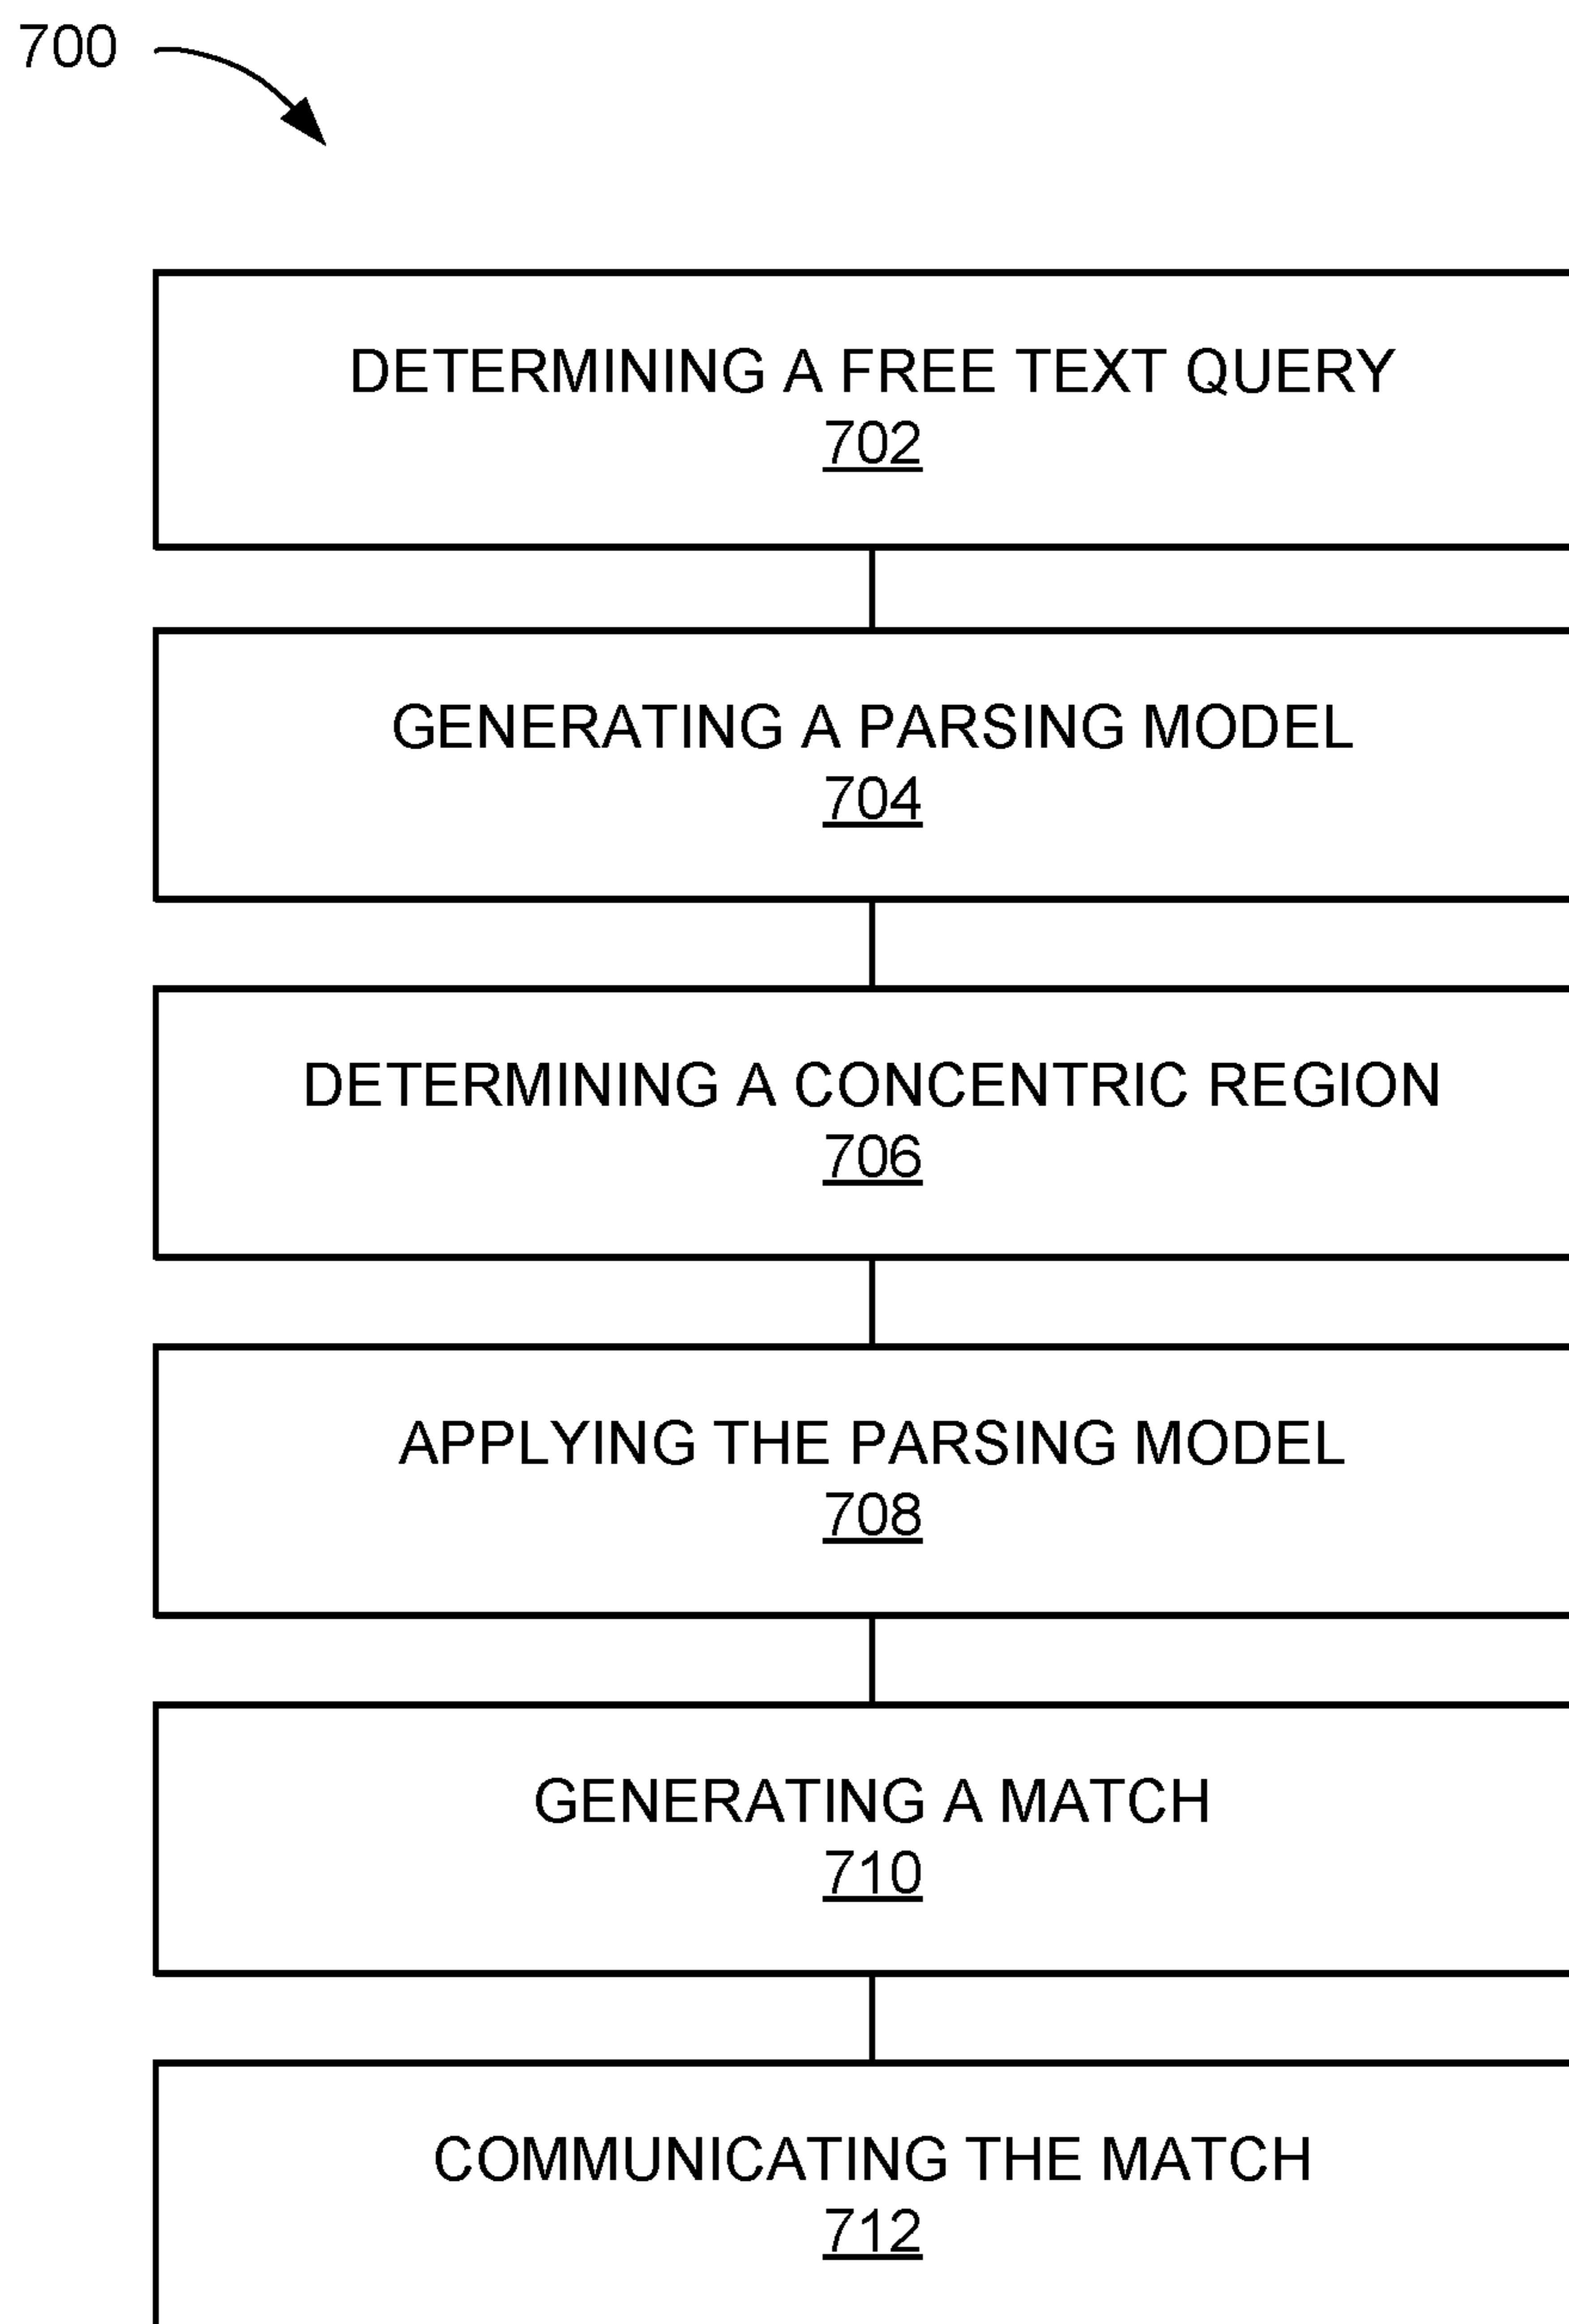 700
DETERMINING A FREE TEXT QUERY
702
GENERATING A PARSING MODEL
704
DETERMINING A CONCENTRIC REGION
706
APPLYING THE PARSING MODEL
708
GENERATING A MATCH
710
COMMUNICATING THE MATCH
712